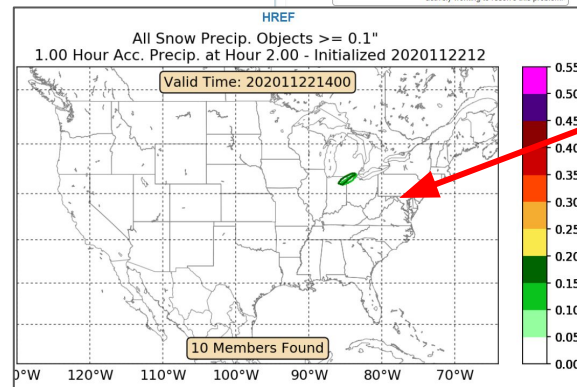 HREF
All Snow Precip. Objects >= 0.1"
1.00 Hour Acc. Precip. at Hour 2.00 - Initialized 2020112212
Valid Time: 202011221400
10 Members Found
0.55
0.50
0.45
0.40
0.35
0.30
0.25
0.20
0.15
0.10
0.05
0.00
0°W 120°W 110°W 100°W 90°W 80°W 70°W